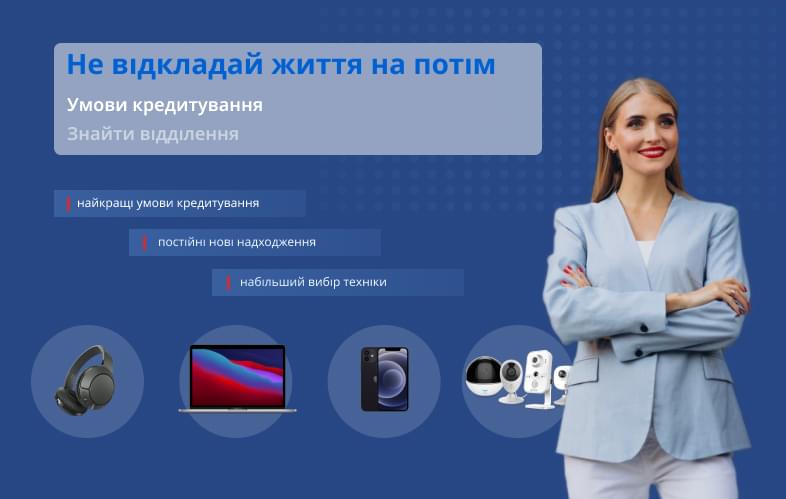 Не відкладай життя на потім
Умови кредитування
Знайти відділення
найкращі умови кредитування
постійні нові надходження
набільший вибір техніки